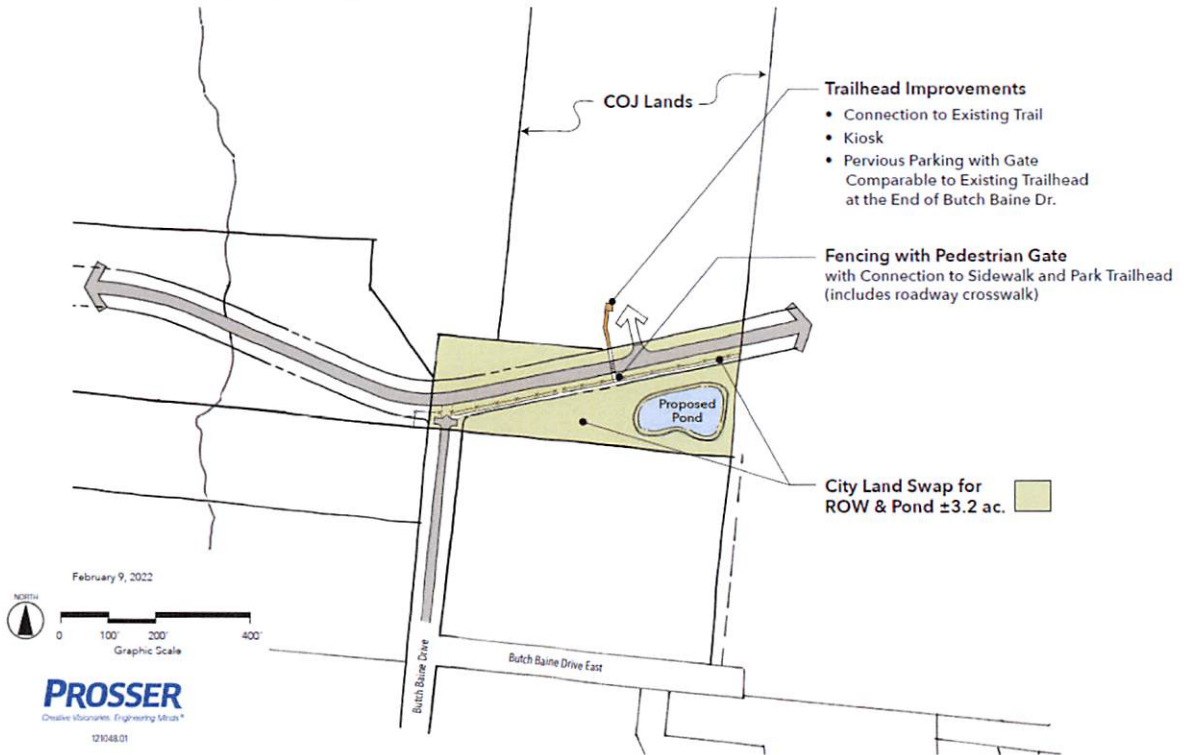 COJ Lands
Trailhead Improvements
• Connection to Existing Trail
• Kiosk
• Pervious Parking with Gate
Comparable to Existing Trailhead
at the End of Butch Baine Dr.
Fencing with Pedestrian Gate
with Connection to Sidewalk and Park Trailhead
(includes roadway crosswalk)
Proposed
Pond
City Land Swap for
ROW & Pond ±3.2 ac.
February 9, 2022
NORTH
0 100' 200' 400'
Graphic Scale
Butch Baine Drive
Butch Baine Drive East
PROSSER
Creative Visionaries. Engineering Minds®
121048.01